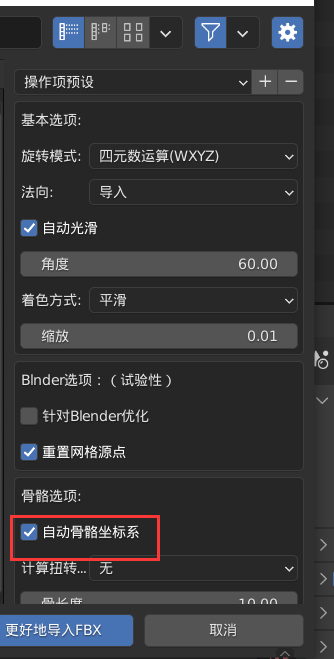 操作项预设
基本选项:
旋转模式: 四元数运算(WXYZ)
法向: 导入
自动光滑
角度 60.00
着色方式: 平滑
缩放 0.01
Blnder选项：（试验性）
针对Blender优化
重置网格源点
骨骼选项:
自动骨骼坐标系
计算扭转... 无
骨长度 10.00
更好地导入FBX 取消